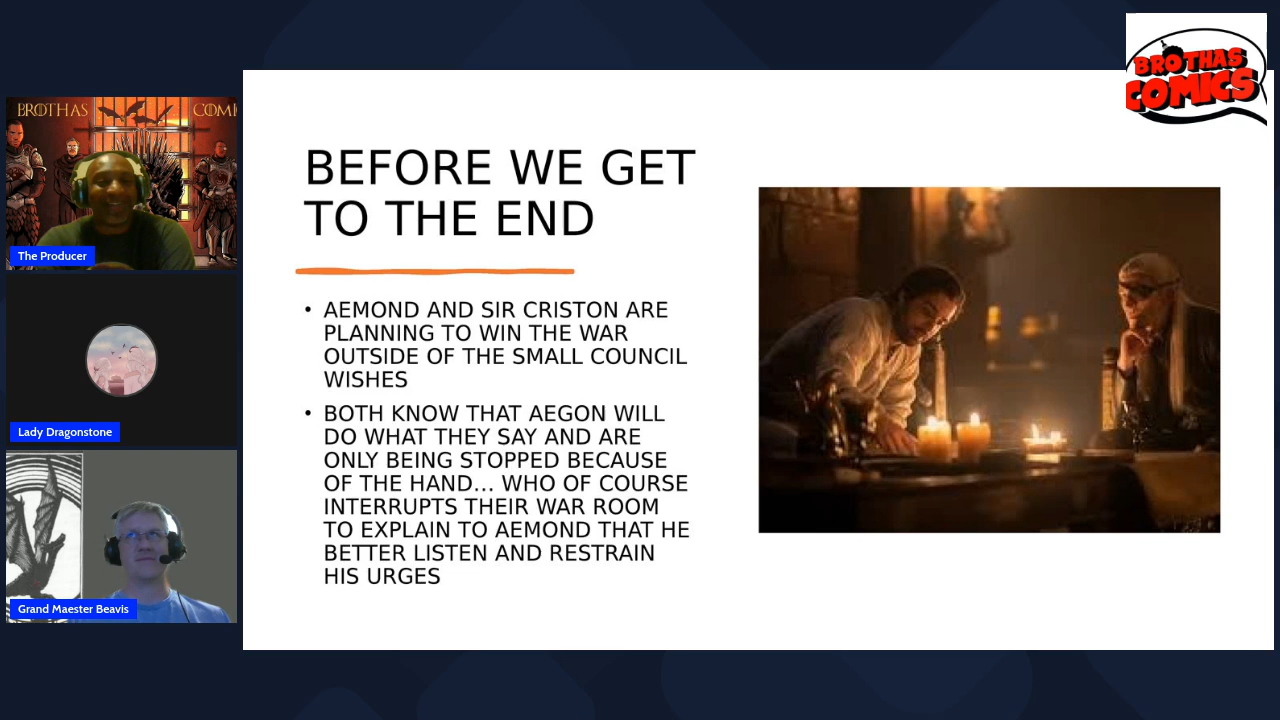 BROTHAS
COMICS
BROTHAS COMI
The Producer
Lady Dragonstone
Grand Maester Beavis
BEFORE WE GET
TO THE END
• AEMOND AND SIR CRISTON ARE
PLANNING TO WIN THE WAR
OUTSIDE OF THE SMALL COUNCIL
WISHES
• BOTH KNOW THAT AEGON WILL
DO WHAT THEY SAY AND ARE
ONLY BEING STOPPED BECAUSE
OF THE HAND... WHO OF COURSE
INTERRUPTS THEIR WAR ROOM
TO EXPLAIN TO AEMOND THAT HE
BETTER LISTEN AND RESTRAIN
HIS URGES